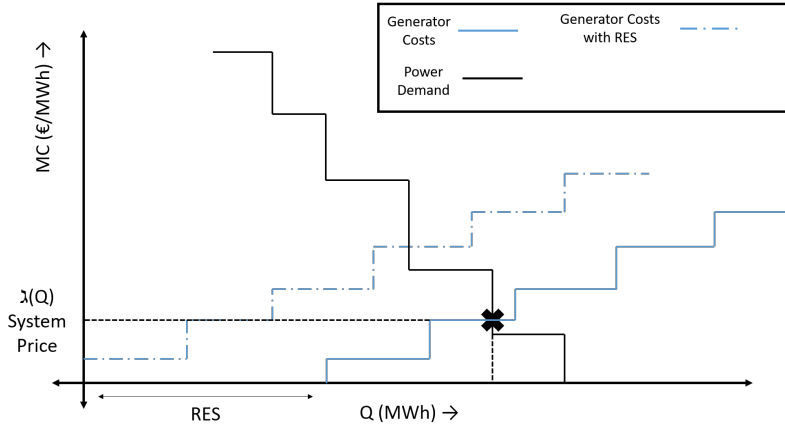 Generator
Costs
Generator Costs
with RES
Power
Demand
MC (€/MWh) →
λ(Q)
System
Price
RES
Q (MWh) →